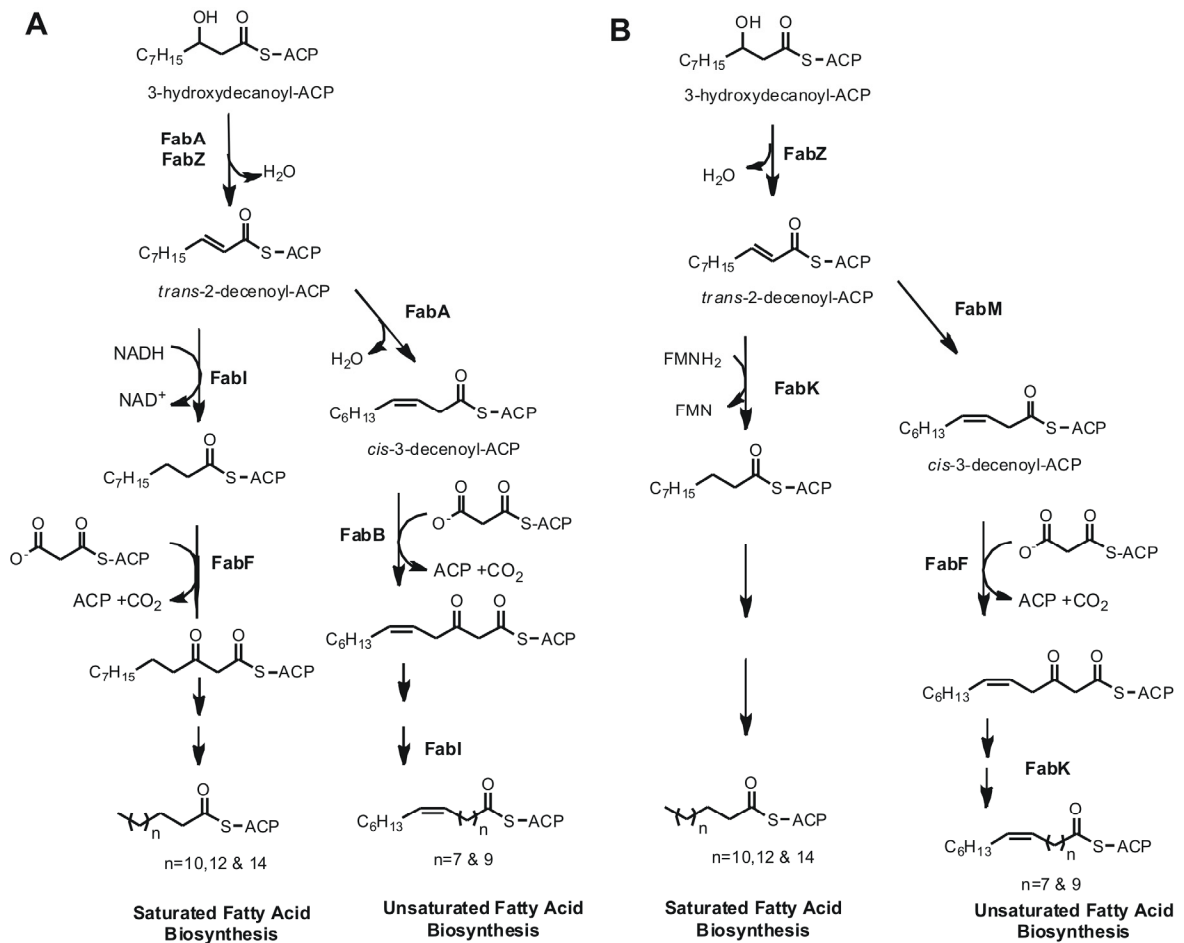 A
OH
O
C7H15
S–ACP
3-hydroxydecanoyl-ACP
FabA
FabZ
H2O
O
C7H15
S–ACP
trans-2-decenoyl-ACP
FabA
H2O
NADH
FabI
NAD+
O
C6H13
S–ACP
cis-3-decenoyl-ACP
O
C7H15
S–ACP
O
O
O-
S-ACP
FabF
ACP +CO2
O
O
O-
S-ACP
FabB
ACP +CO2
O
O
C7H15
S–ACP
O
O
C6H13
S–ACP
FabI
O
n
S–ACP
n=10,12 & 14
O
C6H13
n
S–ACP
n=7 & 9
Saturated Fatty Acid
Biosynthesis
Unsaturated Fatty Acid
Biosynthesis
B
OH
O
C7H15
S–ACP
3-hydroxydecanoyl-ACP
FabZ
H2O
O
C7H15
S–ACP
trans-2-decenoyl-ACP
FabM
FMNH2
FabK
FMN
O
C6H13
S–ACP
cis-3-decenoyl-ACP
O
C7H15
S–ACP
O
O
O-
S-ACP
FabF
ACP +CO2
O
O
C6H13
S–ACP
FabK
O
n
S–ACP
n=10,12 & 14
O
C6H13
n
S–ACP
n=7 & 9
Saturated Fatty Acid
Biosynthesis
Unsaturated Fatty Acid
Biosynthesis